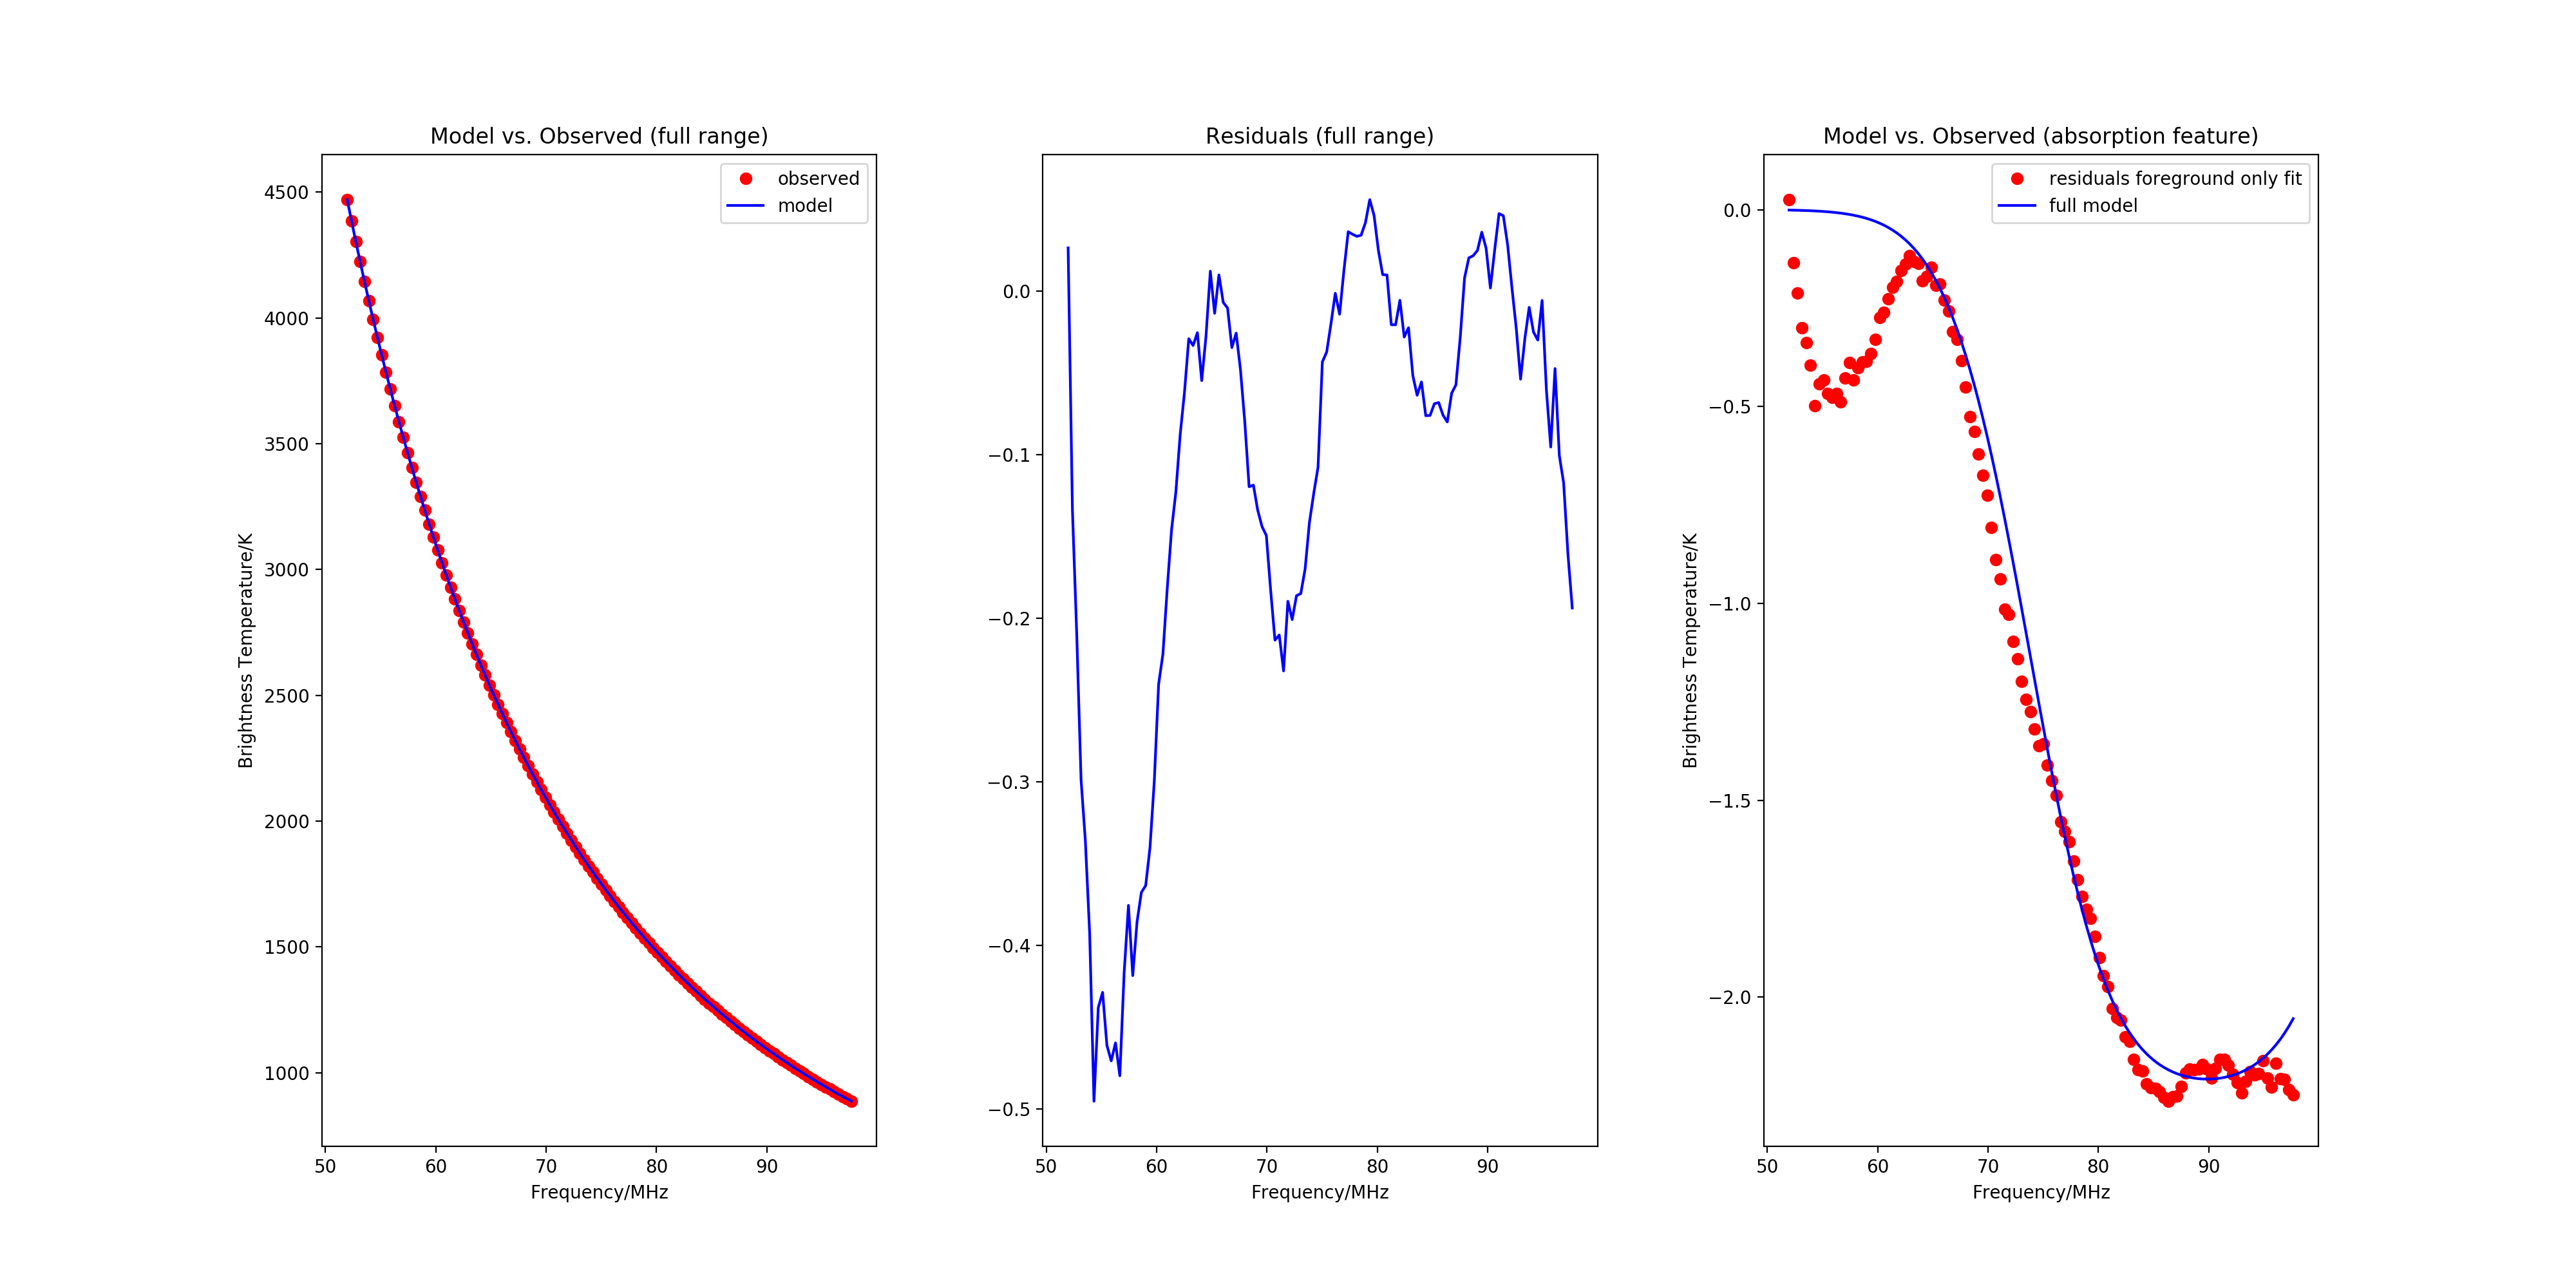 Model vs. Observed (full range)
observed
model
4500
4000
3500
3000
2500
2000
1500
1000
Brightness Temperature/K
50 60 70 80 90
Frequency/MHz
Residuals (full range)
0.0
−0.1
−0.2
−0.3
−0.4
−0.5
50 60 70 80 90
Frequency/MHz
Model vs. Observed (absorption feature)
residuals foreground only fit
full model
0.0
−0.5
−1.0
−1.5
−2.0
Brightness Temperature/K
50 60 70 80 90
Frequency/MHz